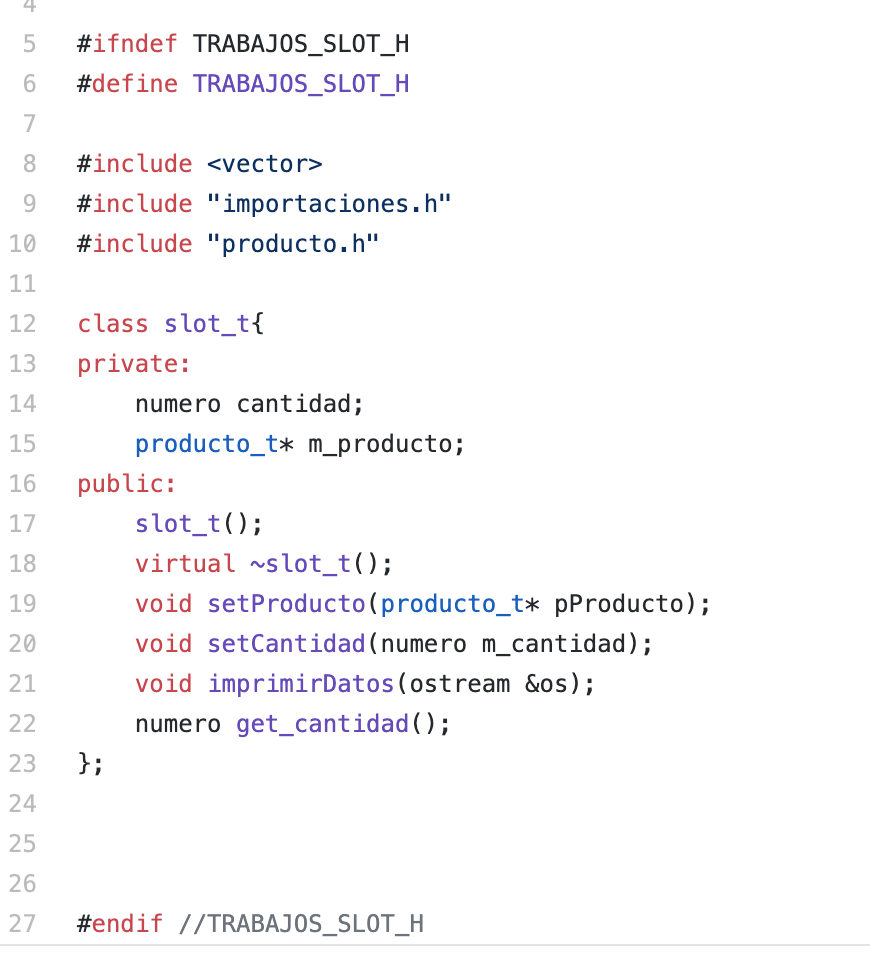 4
5 #ifndef TRABAJOS_SLOT_H
6 #define TRABAJOS_SLOT_H
7
8 #include <vector>
9 #include "importaciones.h"
10 #include "producto.h"
11
12 class slot_t{
13 private:
14     numero cantidad;
15     producto_t* m_producto;
16 public:
17     slot_t();
18     virtual ~slot_t();
19     void setProducto(producto_t* pProducto);
20     void setCantidad(numero m_cantidad);
21     void imprimirDatos(ostream &os);
22     numero get_cantidad();
23 };
24
25
26
27 #endif //TRABAJOS_SLOT_H